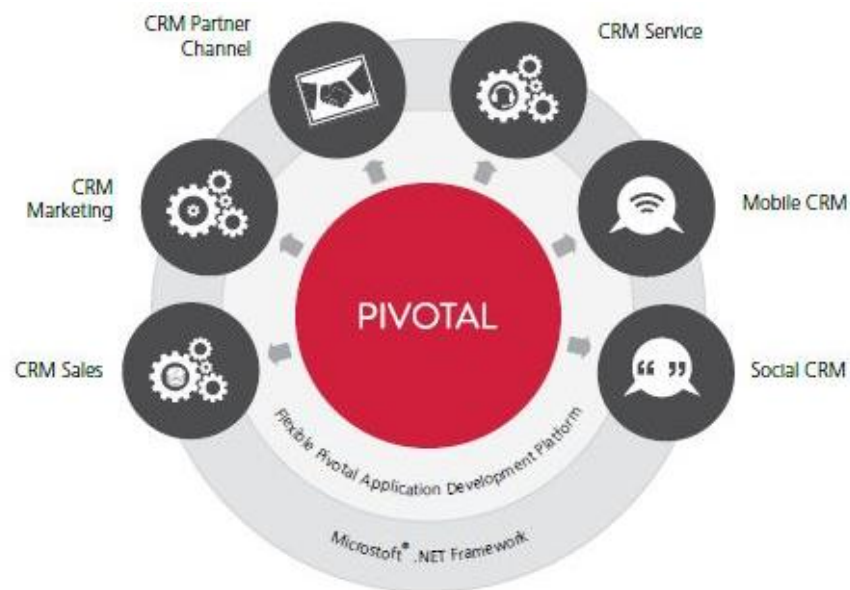 CRM Partner
Channel
CRM Service
CRM
Marketing
Mobile CRM
PIVOTAL
CRM Sales
“ ”
Social CRM
Flexible Pivotal Application Development Platform
Microstoft® .NET Framework